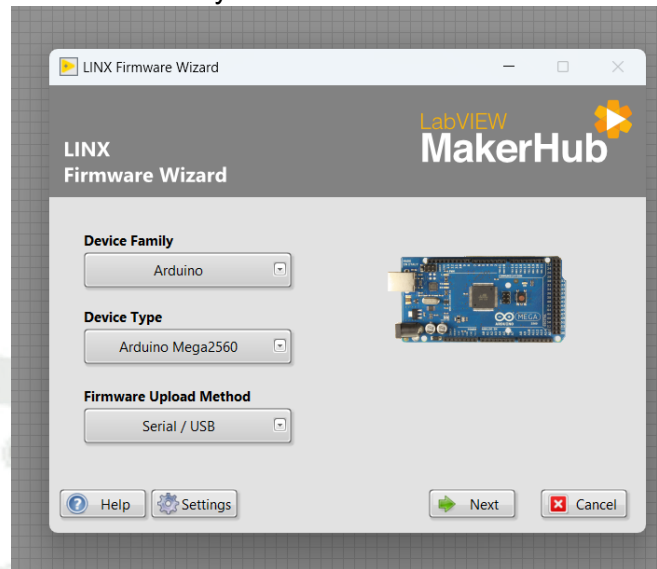 LINX Firmware Wizard
LabVIEW
MakerHub
LINX
Firmware Wizard
Device Family
Arduino
Device Type
Arduino Mega2560
MEGA
Firmware Upload Method
Serial / USB
Help
Settings
Next
Cancel